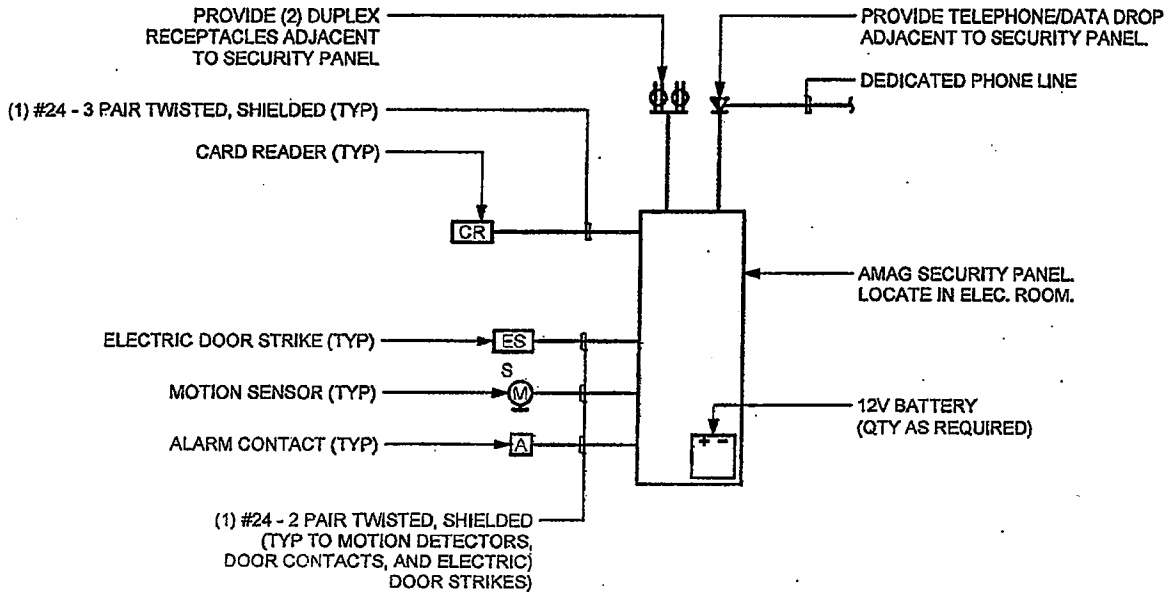 PROVIDE (2) DUPLEX
RECEPTACLES ADJACENT
TO SECURITY PANEL
PROVIDE TELEPHONE/DATA DROP
ADJACENT TO SECURITY PANEL.
DEDICATED PHONE LINE
(1) #24 - 3 PAIR TWISTED, SHIELDED (TYP)
CARD READER (TYP)
CR
AMAG SECURITY PANEL.
LOCATE IN ELEC. ROOM.
ELECTRIC DOOR STRIKE (TYP)
ES
S
MOTION SENSOR (TYP)
M
12V BATTERY
(QTY AS REQUIRED)
ALARM CONTACT (TYP)
A
+ -
(1) #24 - 2 PAIR TWISTED, SHIELDED
(TYP TO MOTION DETECTORS,
DOOR CONTACTS, AND ELECTRIC)
DOOR STRIKES)